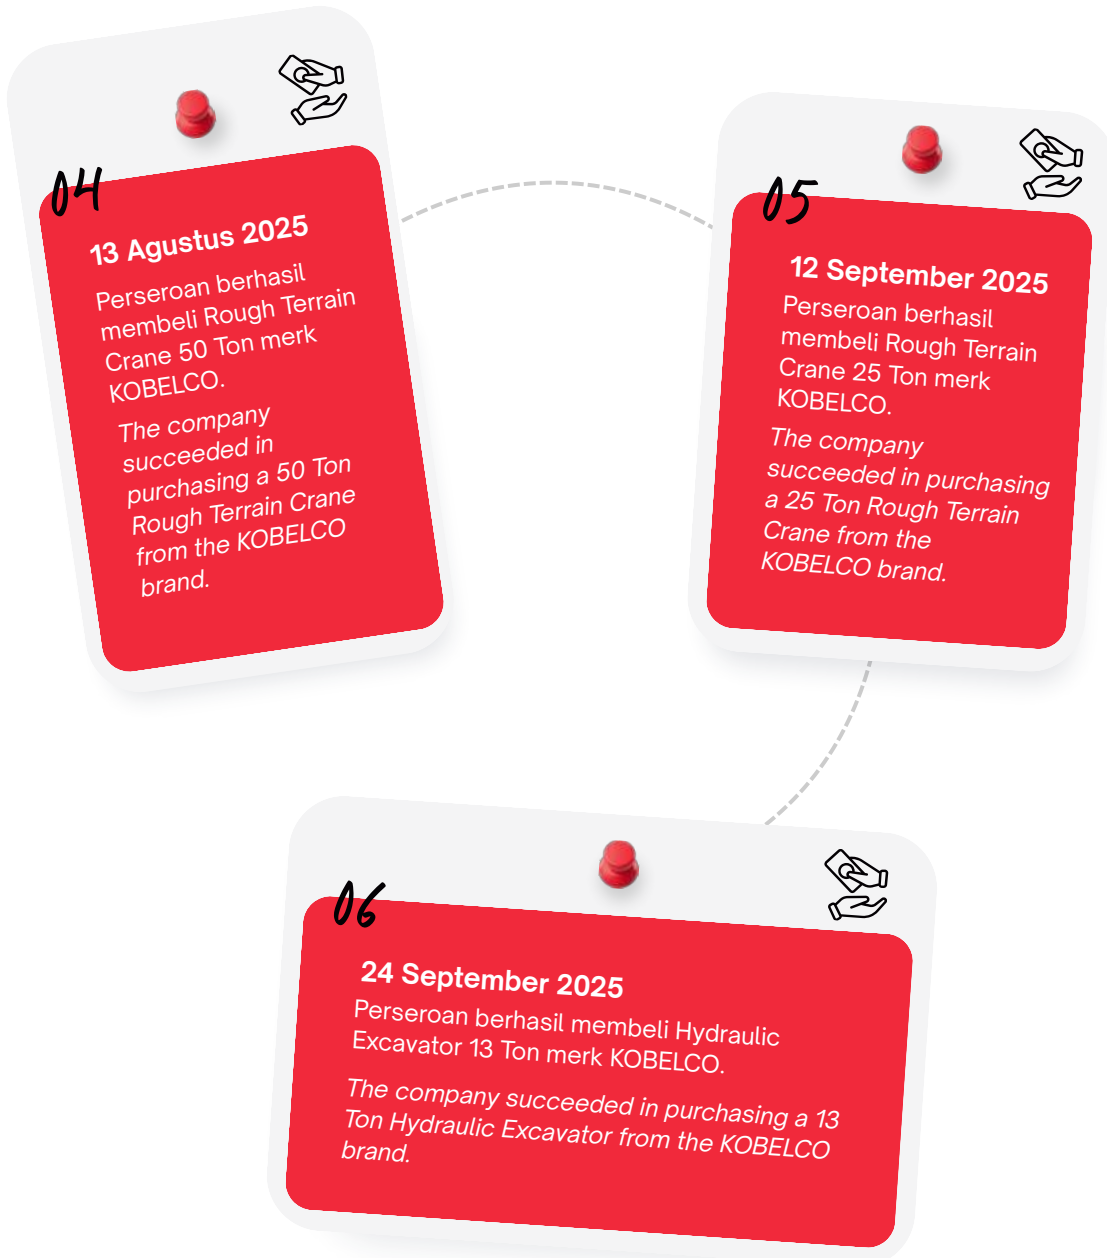 04
13 Agustus 2025
Perseroan berhasil
membeli Rough Terrain
Crane 50 Ton merk
KOBELCO.
The company
succeeded in
purchasing a 50 Ton
Rough Terrain Crane
from the KOBELCO
brand.
05
12 September 2025
Perseroan berhasil
membeli Rough Terrain
Crane 25 Ton merk
KOBELCO.
The company
succeeded in purchasing
a 25 Ton Rough Terrain
Crane from the
KOBELCO brand.
06
24 September 2025
Perseroan berhasil membeli Hydraulic
Excavator 13 Ton merk KOBELCO.
The company succeeded in purchasing a 13
Ton Hydraulic Excavator from the KOBELCO
brand.